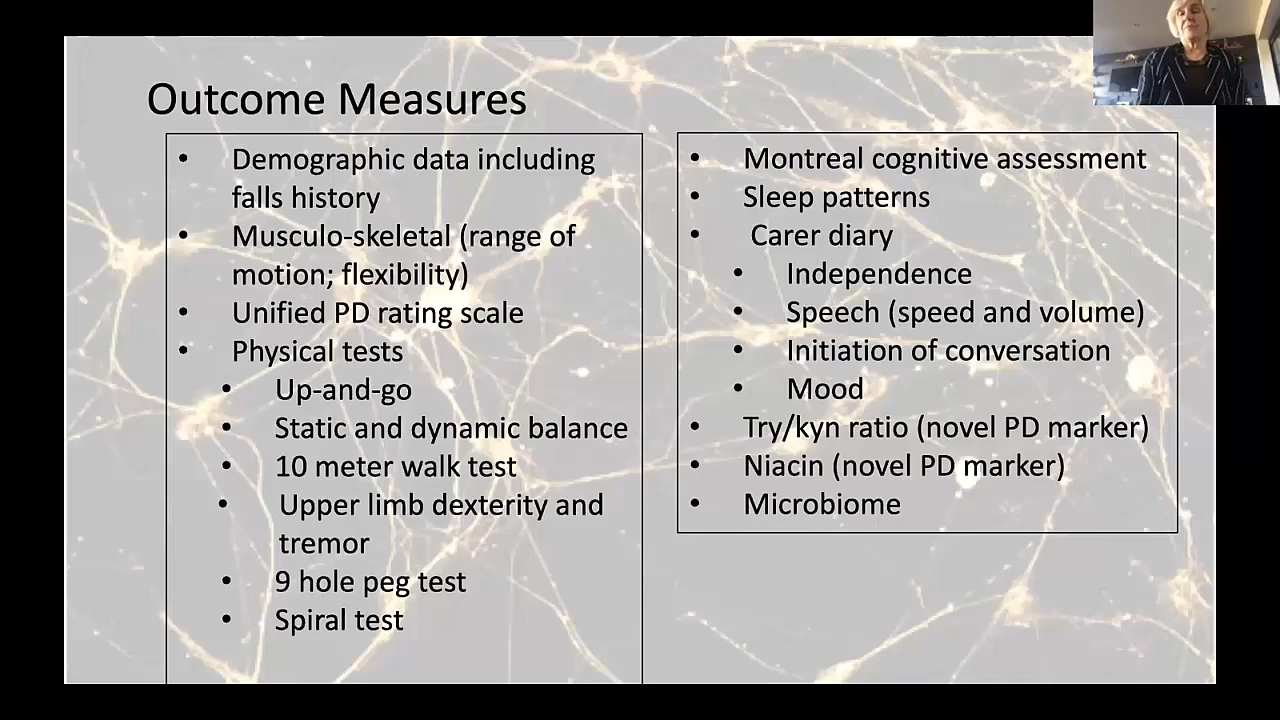 Outcome Measures
• Demographic data including
falls history
• Musculo-skeletal (range of
motion; flexibility)
• Unified PD rating scale
• Physical tests
• Up-and-go
• Static and dynamic balance
• 10 meter walk test
• Upper limb dexterity and
tremor
• 9 hole peg test
• Spiral test
• Montreal cognitive assessment
• Sleep patterns
• Carer diary
• Independence
• Speech (speed and volume)
• Initiation of conversation
• Mood
• Try/kyn ratio (novel PD marker)
• Niacin (novel PD marker)
• Microbiome